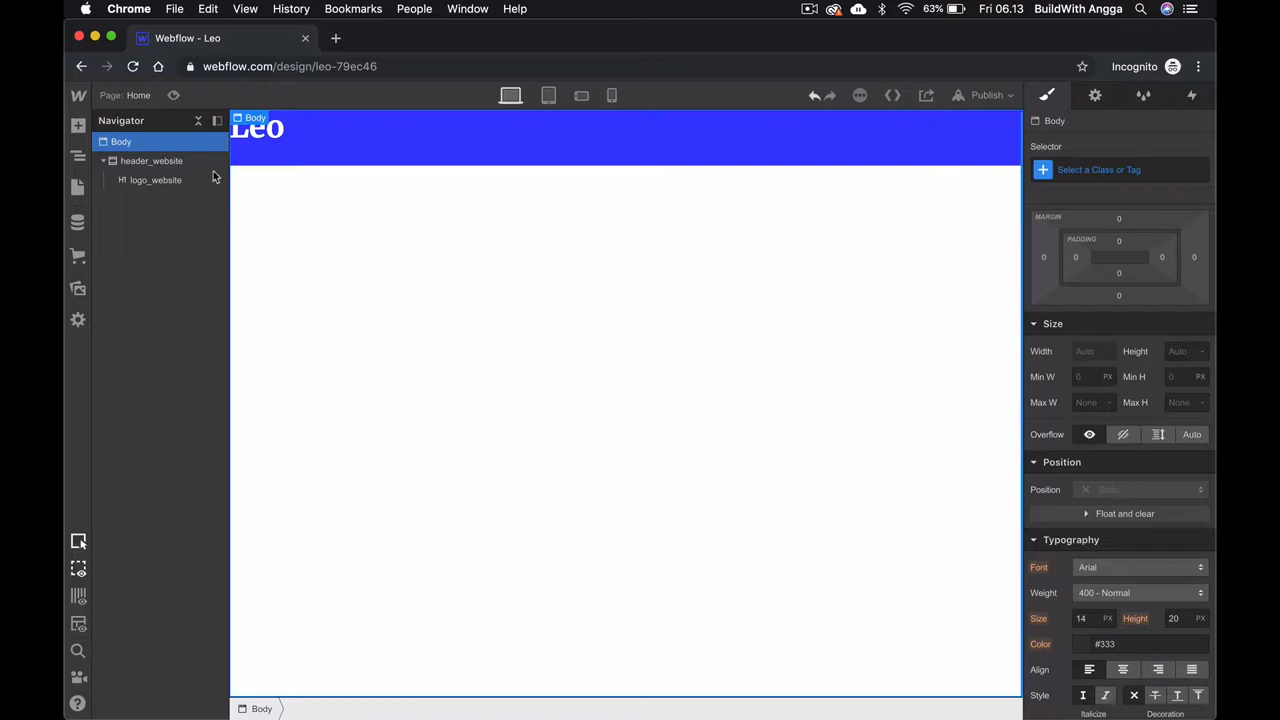 Chrome File Edit View History Bookmarks People Window Help 63% Fri 06.13 BuildWith Angga
Webflow - Leo
webflow.com/design/leo-79ec46 Incognito
Page: Home Publish
Navigator
Body
header_website
H1 logo_website
Body
Leo
Body
Body
Selector
Select a Class or Tag
MARGIN
0
PADDING
0
0 0 0 0
0
0
Size
Width Auto Height Auto -
Min W 0 PX Min H 0 PX
Max W None - Max H None -
Overflow Auto
Position
Position Static
Float and clear
Typography
Font Arial
Weight 400 - Normal
Size 14 PX Height 20 PX
Color #333
Align
Style I I T T T
Italicize Decoration